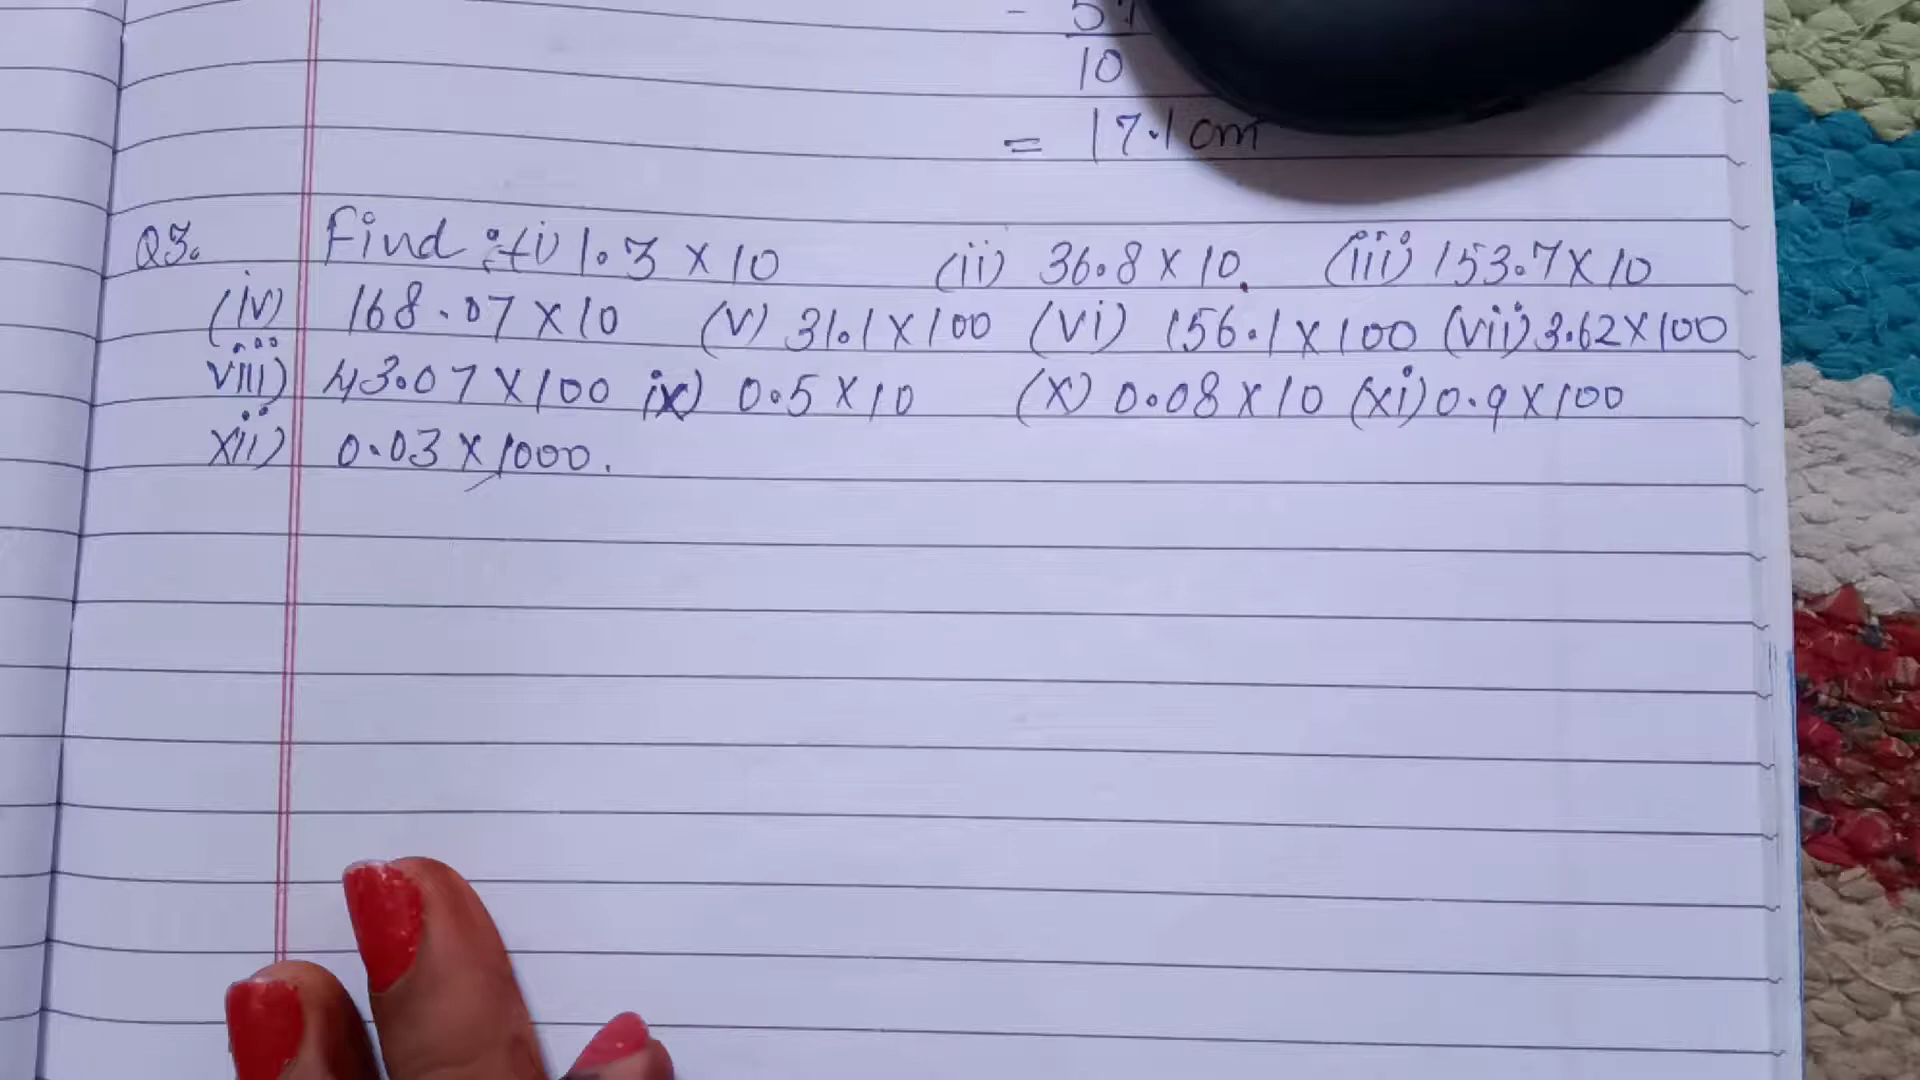 10
= 17.1 cm
Q3. Find :- (i) 1.3 × 10 (ii) 36.8 × 10. (iii) 153.7 × 10
(iv) 168.07 × 10 (v) 31.1 × 100 (vi) 156.1 × 100 (vii) 3.62 × 100
viii) 43.07 × 100 ix) 0.5 × 10 (x) 0.08 × 10 (xi) 0.9 × 100
xii) 0.03 × 1000.